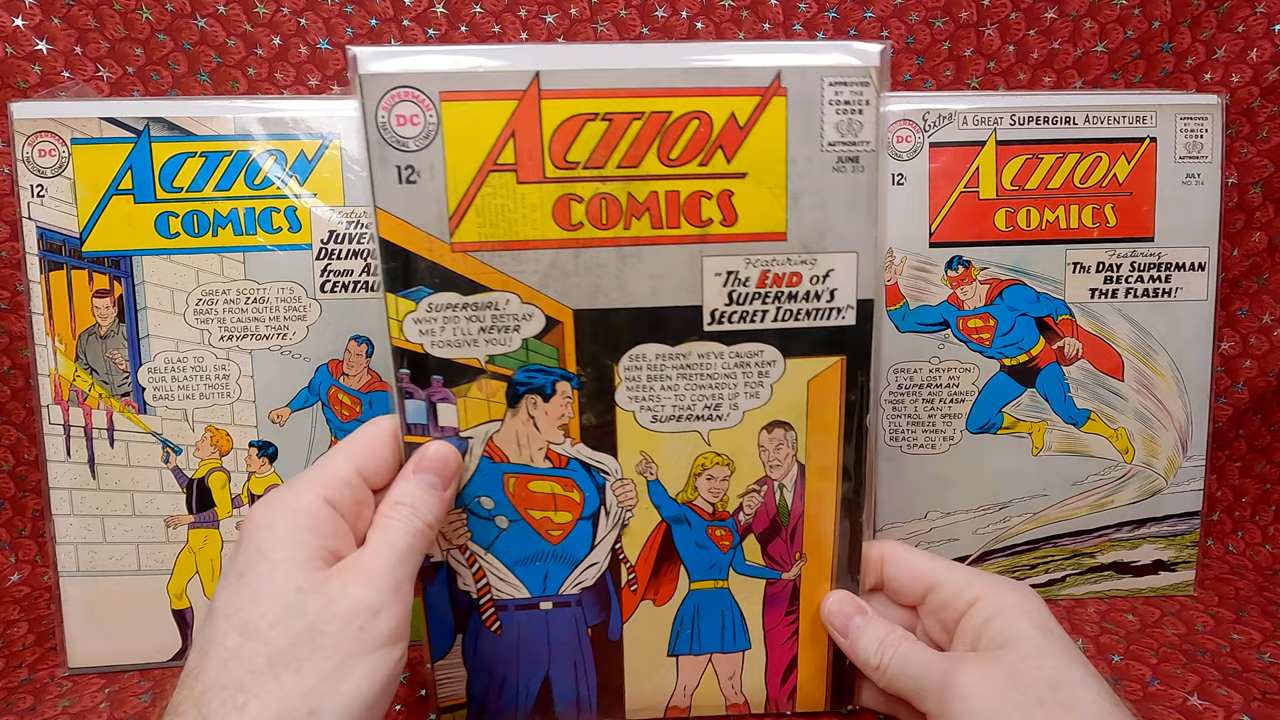 SUPERMAN
DC
NATIONAL COMICS
12¢
ACTION
COMICS
"The
JUVEN
DELINQ
from AL
CENTAU
GREAT SCOTT! IT'S
ZIGI AND ZAGI, THOSE
BRATS FROM OUTER SPACE!
THEY'RE CAUSING ME MORE
TROUBLE THAN
KRYPTONITE!
GLAD TO
RELEASE YOU, SIR!
OUR BLASTER RAY
WILL MELT THOSE
BARS LIKE BUTTER!
SUPERMAN
DC
NATIONAL COMICS
12¢
ACTION
COMICS
APPROVED
BY THE
COMICS
CODE
AUTHORITY
JUNE
NO. 313
Featuring
"The END of
SUPERMAN'S
SECRET IDENTITY!"
SUPERGIRL!
WHY DID YOU BETRAY
ME? I'LL NEVER
FORGIVE YOU!
SEE, PERRY! WE'VE CAUGHT
HIM RED-HANDED! CLARK KENT
HAS BEEN PRETENDING TO BE
MEEK AND COWARDLY FOR
YEARS--TO COVER UP THE
FACT THAT HE IS
SUPERMAN!
SUPERMAN
DC
NATIONAL COMICS
Extra! A GREAT SUPERGIRL ADVENTURE!
12¢
ACTION
COMICS
APPROVED
BY THE
COMICS
CODE
AUTHORITY
JULY
NO. 314
Featuring
"The DAY SUPERMAN
BECAME
THE FLASH!"
GREAT KRYPTON!
I'VE LOST MY
SUPERMAN
POWERS AND GAINED
THOSE OF THE FLASH--
BUT I CAN'T
CONTROL MY SPEED!
I'LL FREEZE TO
DEATH WHEN I
REACH OUTER
SPACE!